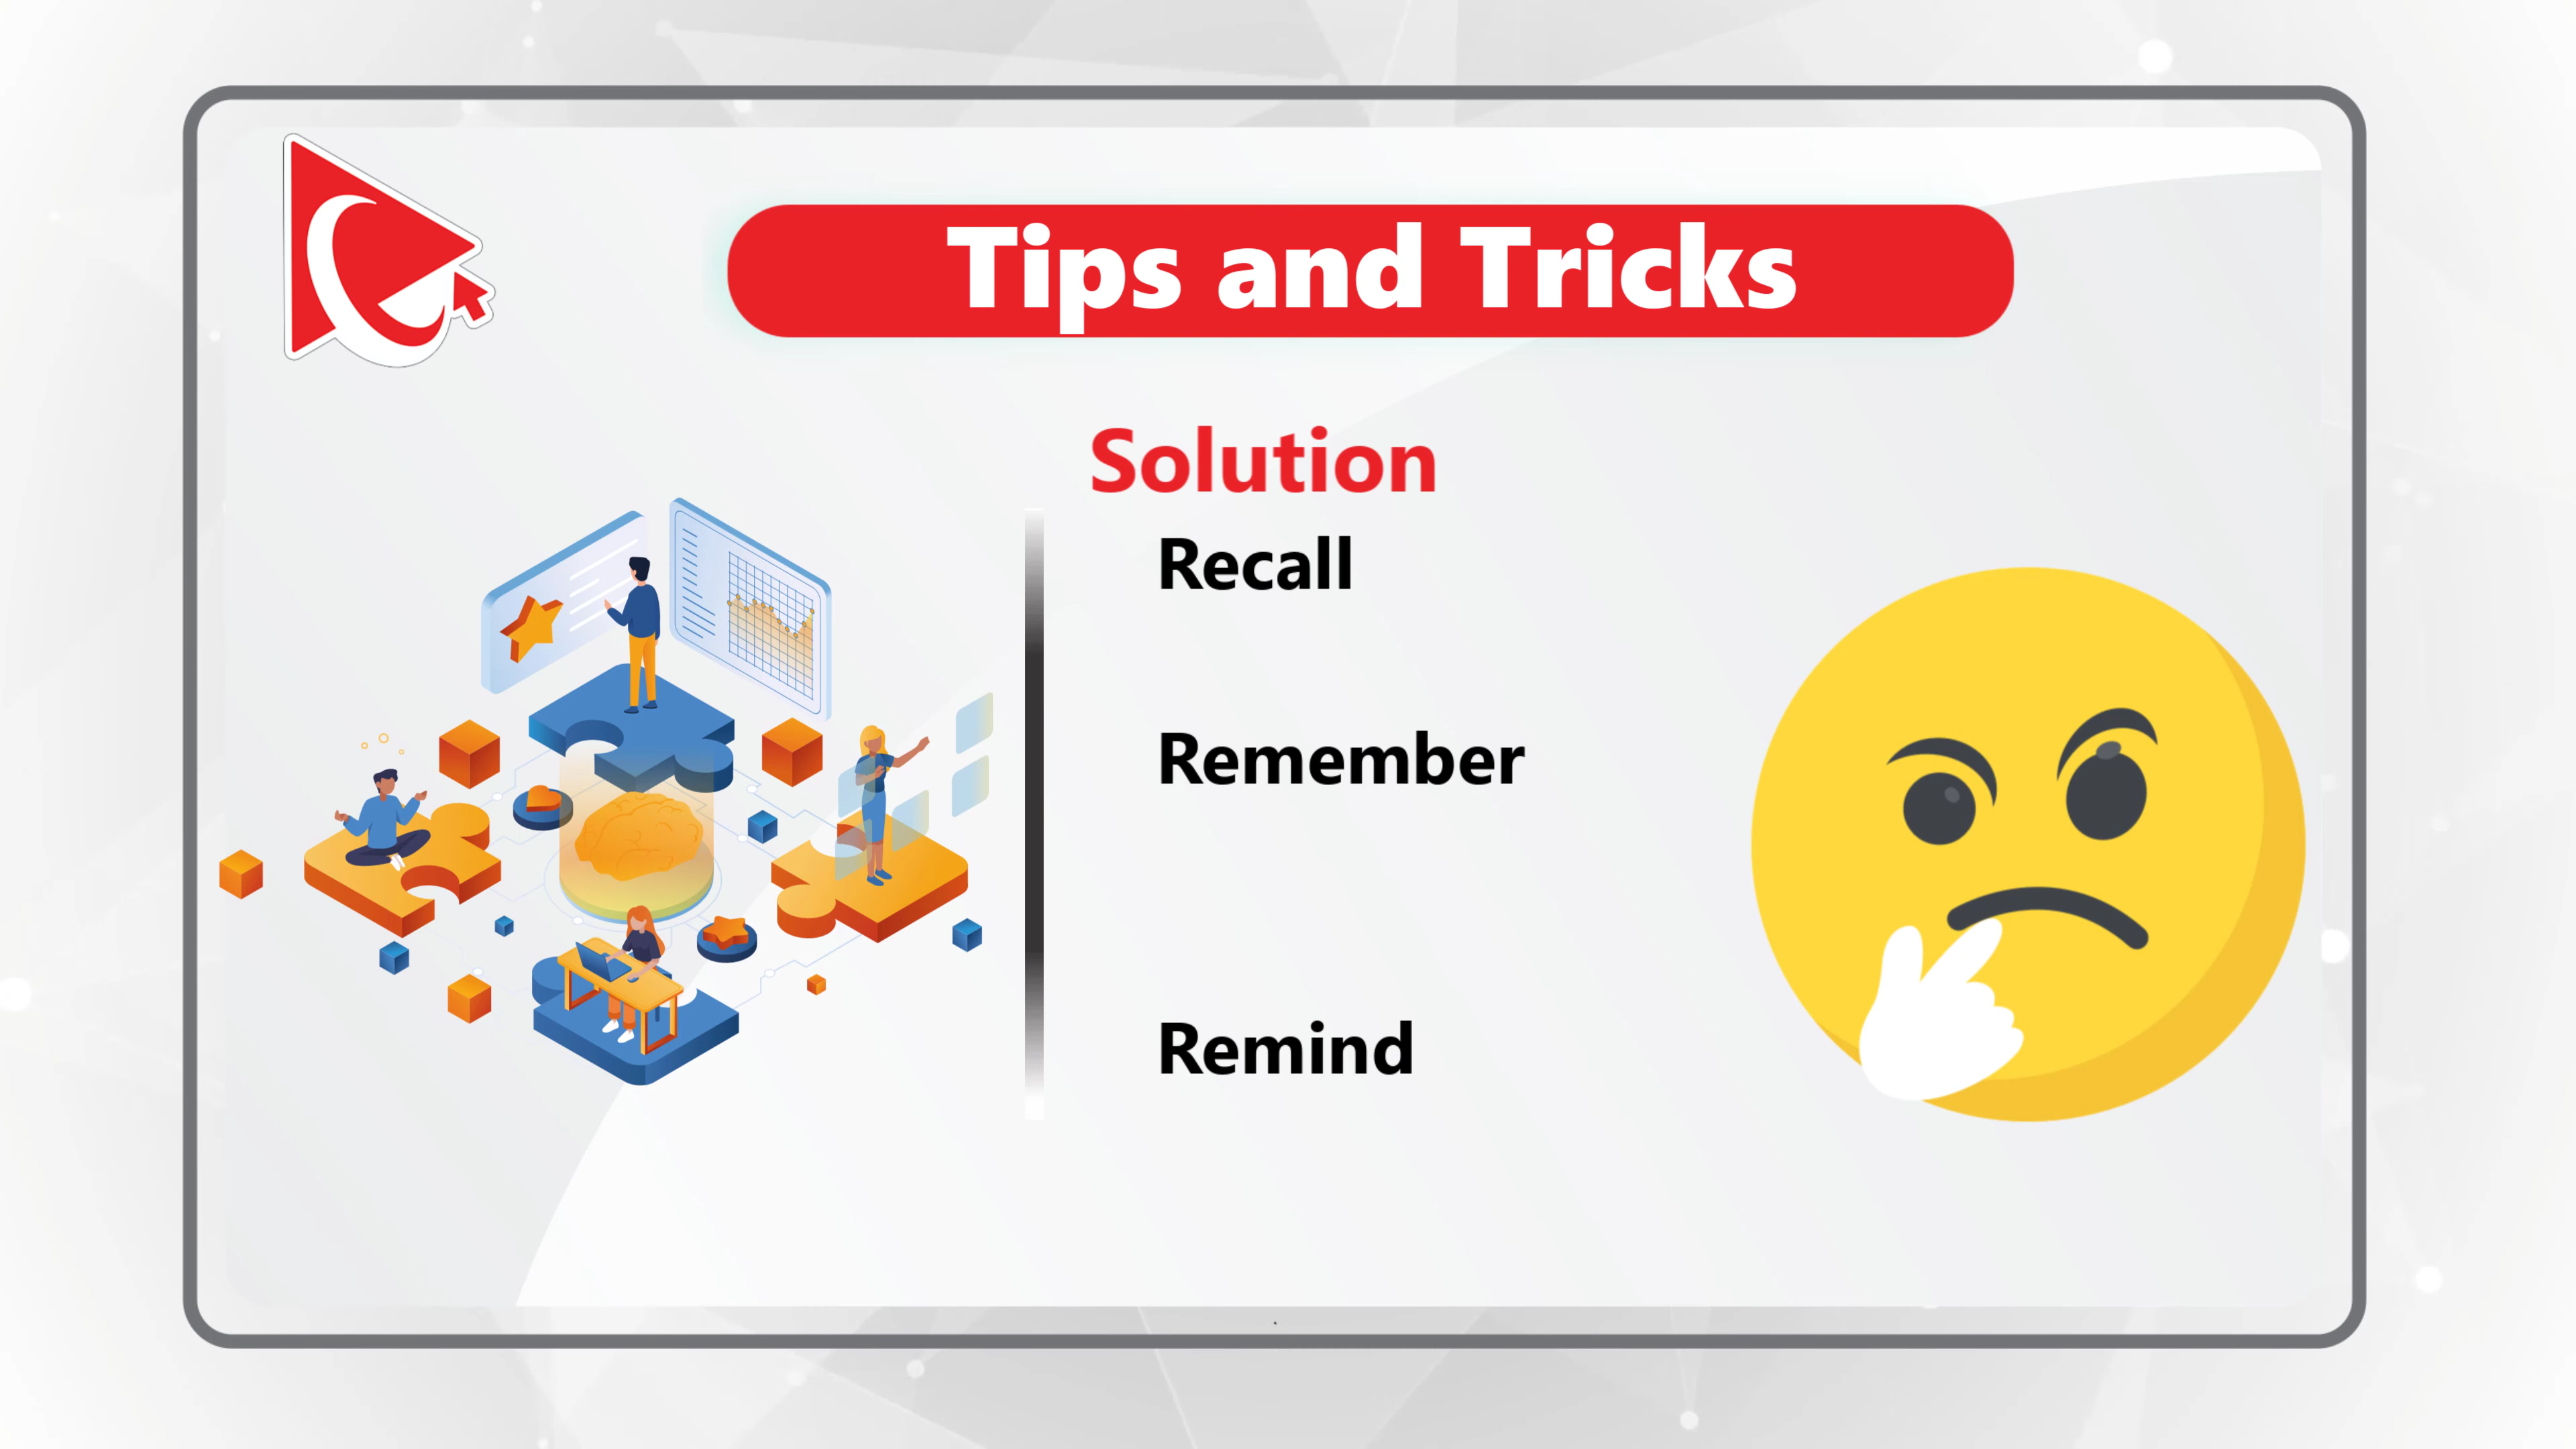 Tips and Tricks
Solution
Recall
Remember
Remind